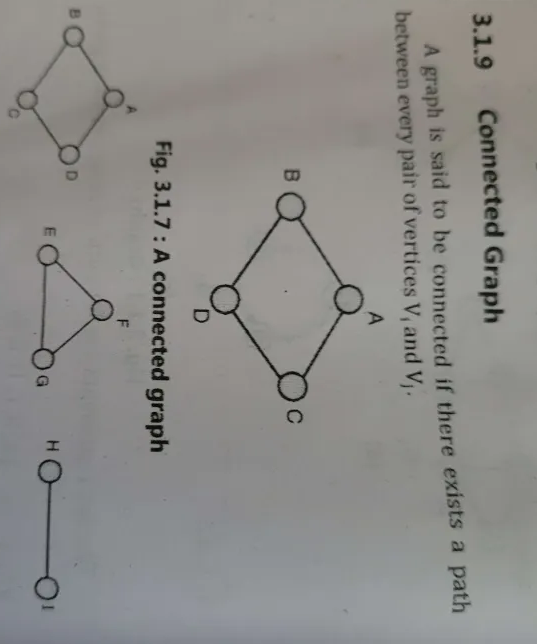 3.1.9 Connected Graph
A graph is said to be connected if there exists a path
between every pair of vertices Vi and Vj.
A
B
C
D
Fig. 3.1.7 : A connected graph
A
B
D
C
F
E
G
H
I